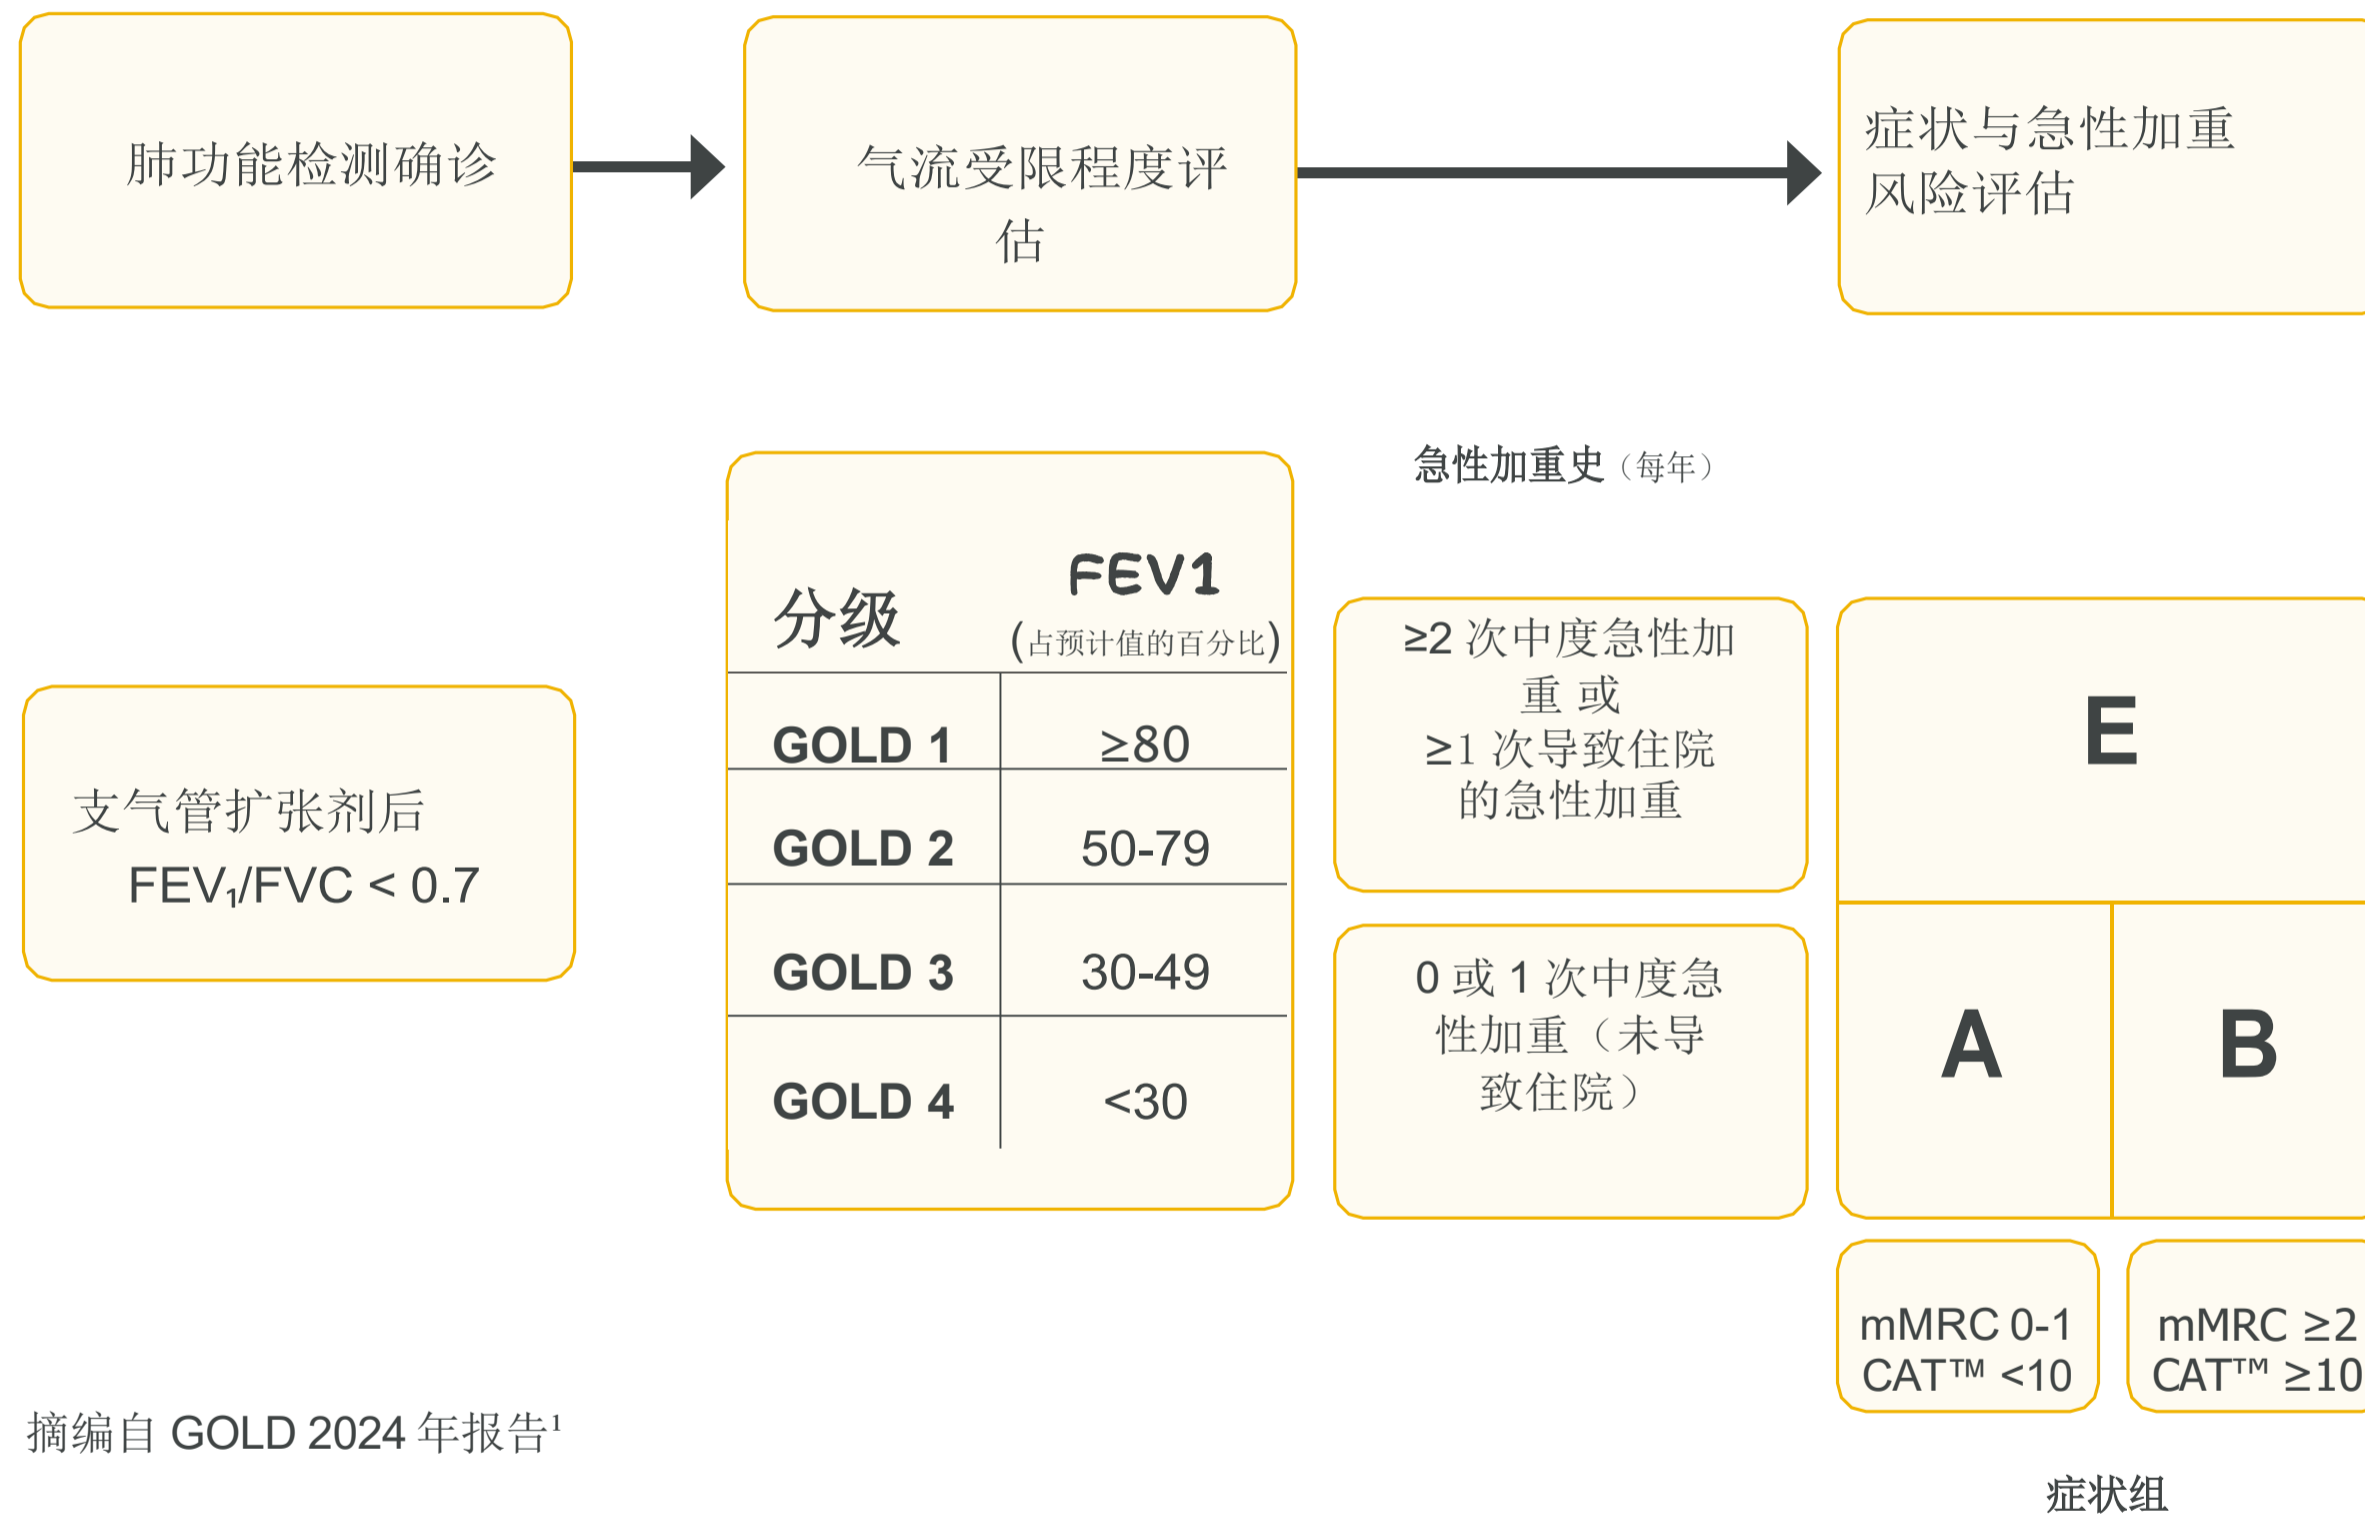 肺功能检测确诊
气流受限程度评
估
症状与急性加重
风险评估
支气管扩张剂后
FEV₁/FVC < 0.7
分级
FEV1
(占预计值的百分比)
GOLD 1
≥80
GOLD 2
50-79
GOLD 3
30-49
GOLD 4
<30
急性加重史（每年）
≥2 次中度急性加
重 或
≥1 次导致住院
的急性加重
0 或 1 次中度急
性加重（未导
致住院）
E
A
B
mMRC 0-1
CAT™ <10
mMRC ≥2
CAT™ ≥10
症状组
摘编自 GOLD 2024 年报告¹